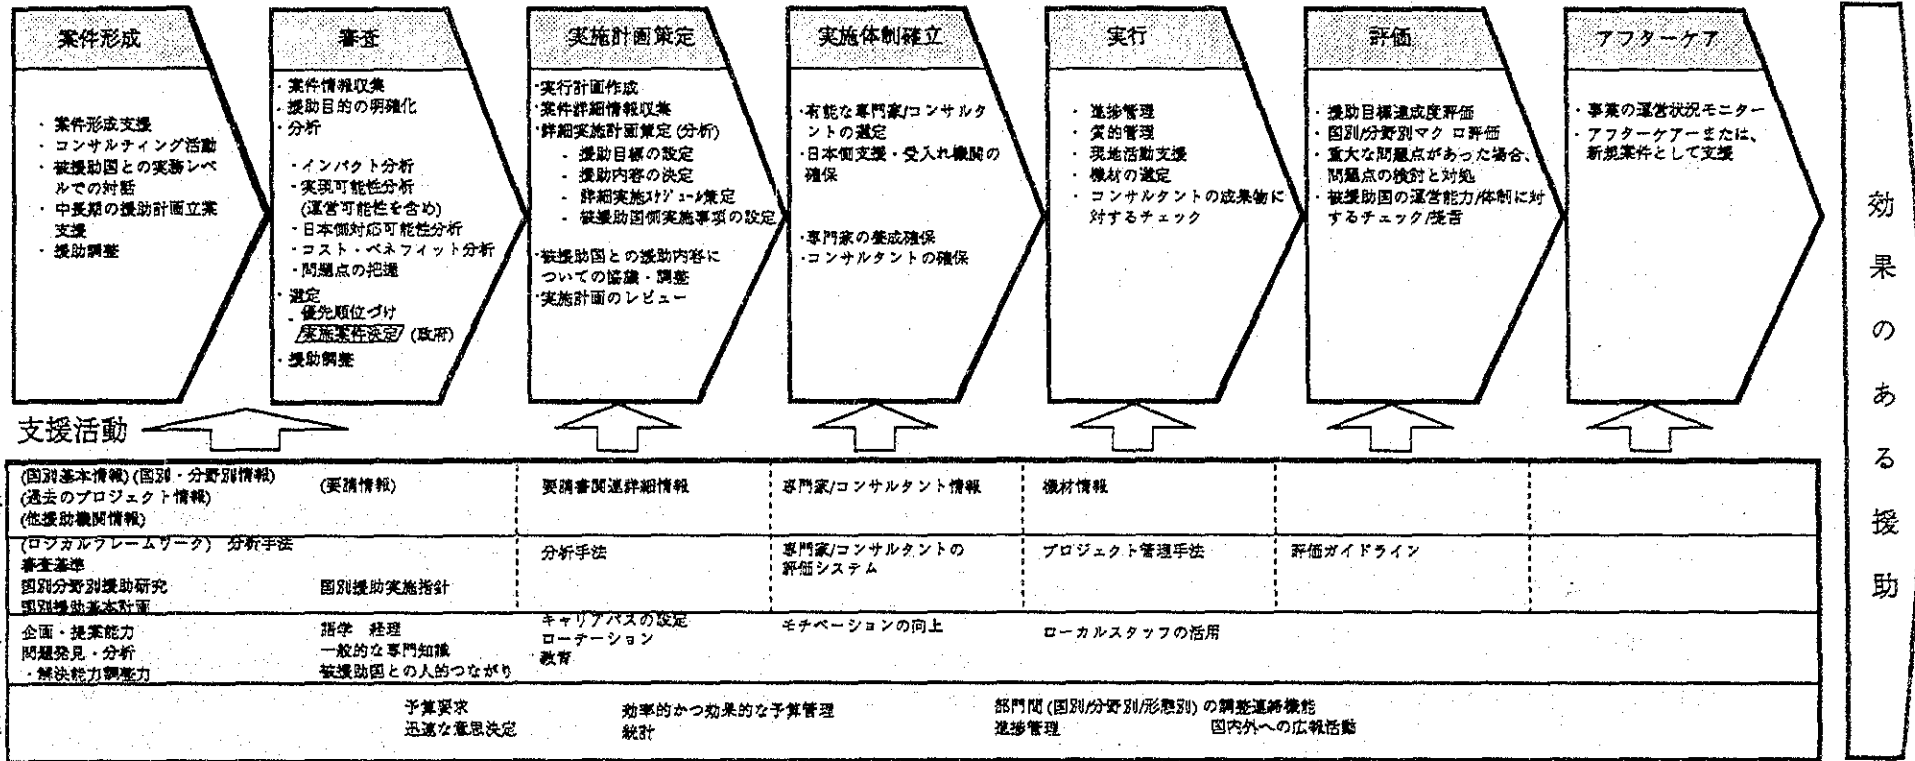 案件形成
・ 案件形成支援
・ コンサルティング活動
・ 被援助国との実務レベ
ルでの対話
・ 中長期の援助計画立案
支援
・ 援助調整
審査
・案件情報収集
・援助目的の明確化
・分析
・インパクト分析
・実現可能性分析
(運営可能性を含め)
・日本側対応可能性分析
・コスト・ベネフィット分析
・問題点の把握
・選定
- 優先順位づけ
/実施案件決定/ (政府)
・援助調整
実施計画策定
・実行計画作成
・案件詳細情報収集
・詳細実施計画策定 (分析)
- 援助目標の設定
- 援助内容の決定
- 詳細実施スケジュール策定
- 被援助国側実施事項の設定
・被援助国との援助内容に
ついての協議・調整
・実施計画のレビュー
実施体制確立
・有能な専門家/コンサルタ
ントの選定
・日本側支援・受入れ機関の
確保
・専門家の養成確保
・コンサルタントの確保
実行
・ 進捗管理
・ 質的管理
・ 現地活動支援
・ 機材の選定
・ コンサルタントの成果物に
対するチェック
評価
・援助目標達成度評価
・国別/分野別マクロ評価
・重大な問題点があった場合、
問題点の検討と対処
・被援助国の運営能力/体制に対
するチェック/提言
アフターケア
・ 事業の運営状況モニター
・ アフターケアーまたは、
新規案件として支援
効果のある援助
支援活動
(国別基本情報) (国別・分野別情報)
(過去のプロジェクト情報)
(他援助機関情報)
(要請情報)
要請書関連詳細情報
専門家/コンサルタント情報
機材情報
(ロジカルフレームワーク) 分析手法
審査基準
国別分野別援助研究
国別援助基本計画
国別援助実施指針
分析手法
専門家/コンサルタントの
評価システム
プロジェクト管理手法
評価ガイドライン
企画・提案能力
問題発見・分析
・解決能力調整力
語学 経理
一般的な専門知識
被援助国との人的つながり
キャリアパスの設定
ローテーション
教育
モチベーションの向上
ローカルスタッフの活用
予算要求
迅速な意思決定
効率的かつ効果的な予算管理
統計
部門間 (国別/分野別/形態別) の調整連絡機能
進捗管理 国内外への広報活動